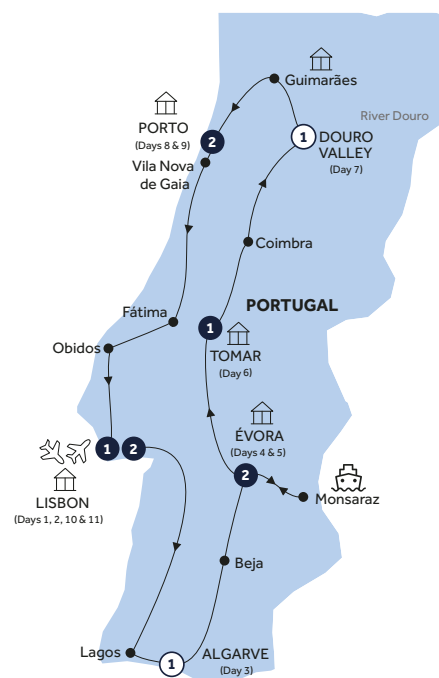 Guimarães
River Douro
PORTO
(Days 8 & 9)
2
1
DOURO
VALLEY
(Day 7)
Vila Nova
de Gaia
Coimbra
PORTUGAL
Fátima
1
Obidos
TOMAR
(Day 6)
ÉVORA
(Days 4 & 5)
1
2
2
LISBON
(Days 1, 2, 10 & 11)
Monsaraz
Beja
Lagos
1
ALGARVE
(Day 3)